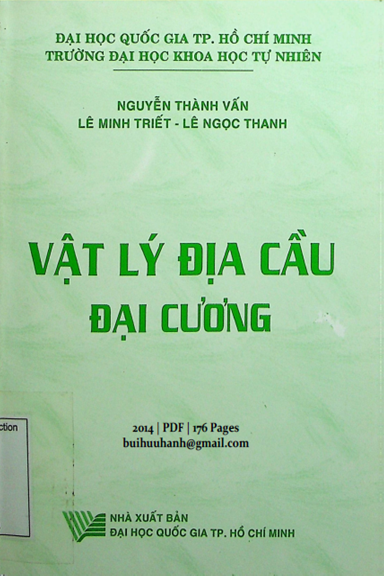 ĐẠI HỌC QUỐC GIA TP. HỒ CHÍ MINH
TRƯỜNG ĐẠI HỌC KHOA HỌC TỰ NHIÊN
NGUYỄN THÀNH VẤN
LÊ MINH TRIẾT - LÊ NGỌC THANH
VẬT LÝ ĐỊA CẦU
ĐẠI CƯƠNG
ction
2014 | PDF | 176 Pages
buihuuhanh@gmail.com
NHÀ XUẤT BẢN
ĐẠI HỌC QUỐC GIA TP. HỒ CHÍ MINH